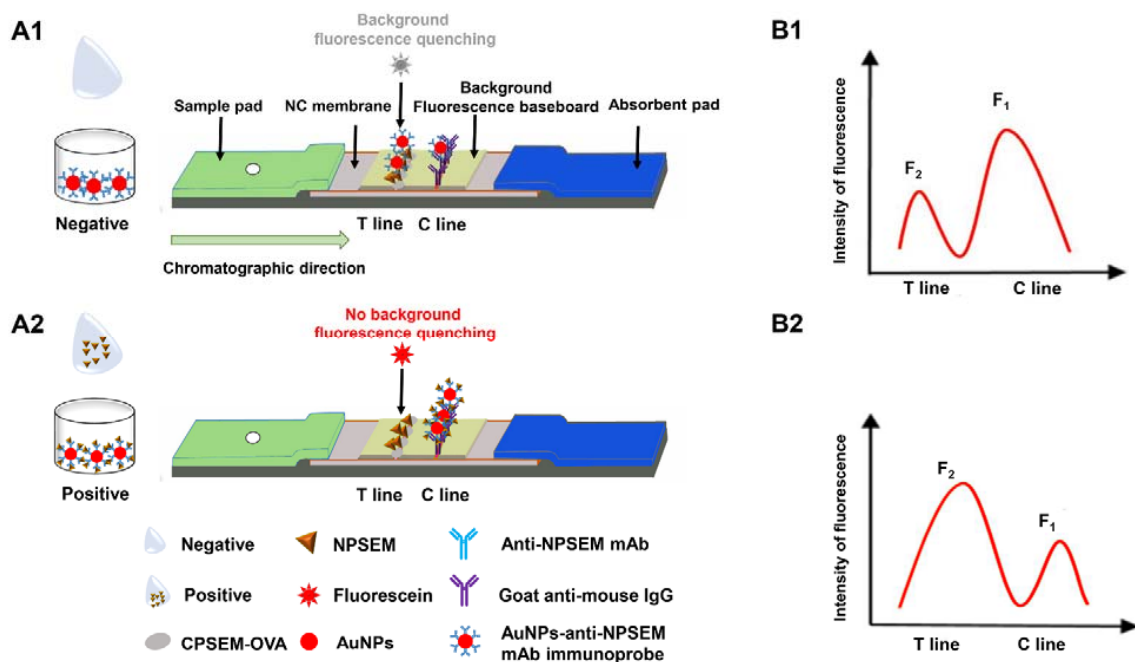 A1
Background
fluorescence quenching
Sample pad
NC membrane
Background
Fluorescence baseboard
Absorbent pad
Negative
T line
C line
Chromatographic direction
B1
Intensity of fluorescence
F2
F1
T line
C line
A2
No background
fluorescence quenching
Positive
T line
C line
Negative
NPSEM
Anti-NPSEM mAb
Positive
Fluorescein
Goat anti-mouse IgG
CPSEM-OVA
AuNPs
AuNPs-anti-NPSEM
mAb immunoprobe
B2
Intensity of fluorescence
F2
F1
T line
C line